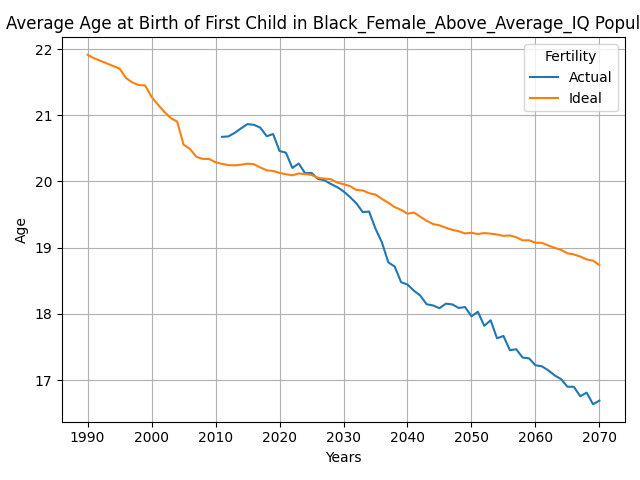 Average Age at Birth of First Child in Black_Female_Above_Average_IQ Popul
Fertility
Actual
Ideal
22
21
20
19
18
17
Age
1990 2000 2010 2020 2030 2040 2050 2060 2070
Years